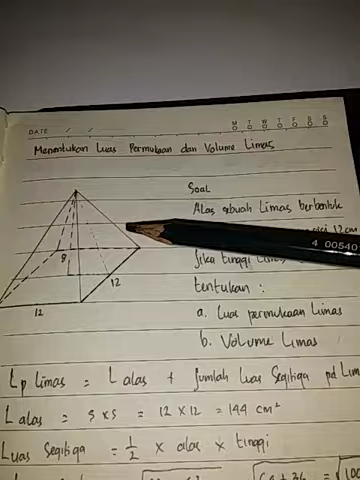 DATE / /
M T W T F S S
Menentukan Luas Permukaan dan Volume Limas
Soal
Alas sebuah Limas berbentuk
12 cm
4 00540
Jika tinggi
8
12
tentukan :
12
a. Luas permukaan Limas
b. Volume Limas
Lp Limas = Lalas + Jumlah Luas Segitiga pd Lim
Lalas = s x s = 12 x 12 = 144 cm²
Luas Segitiga = 1/2 x alas x tinggi